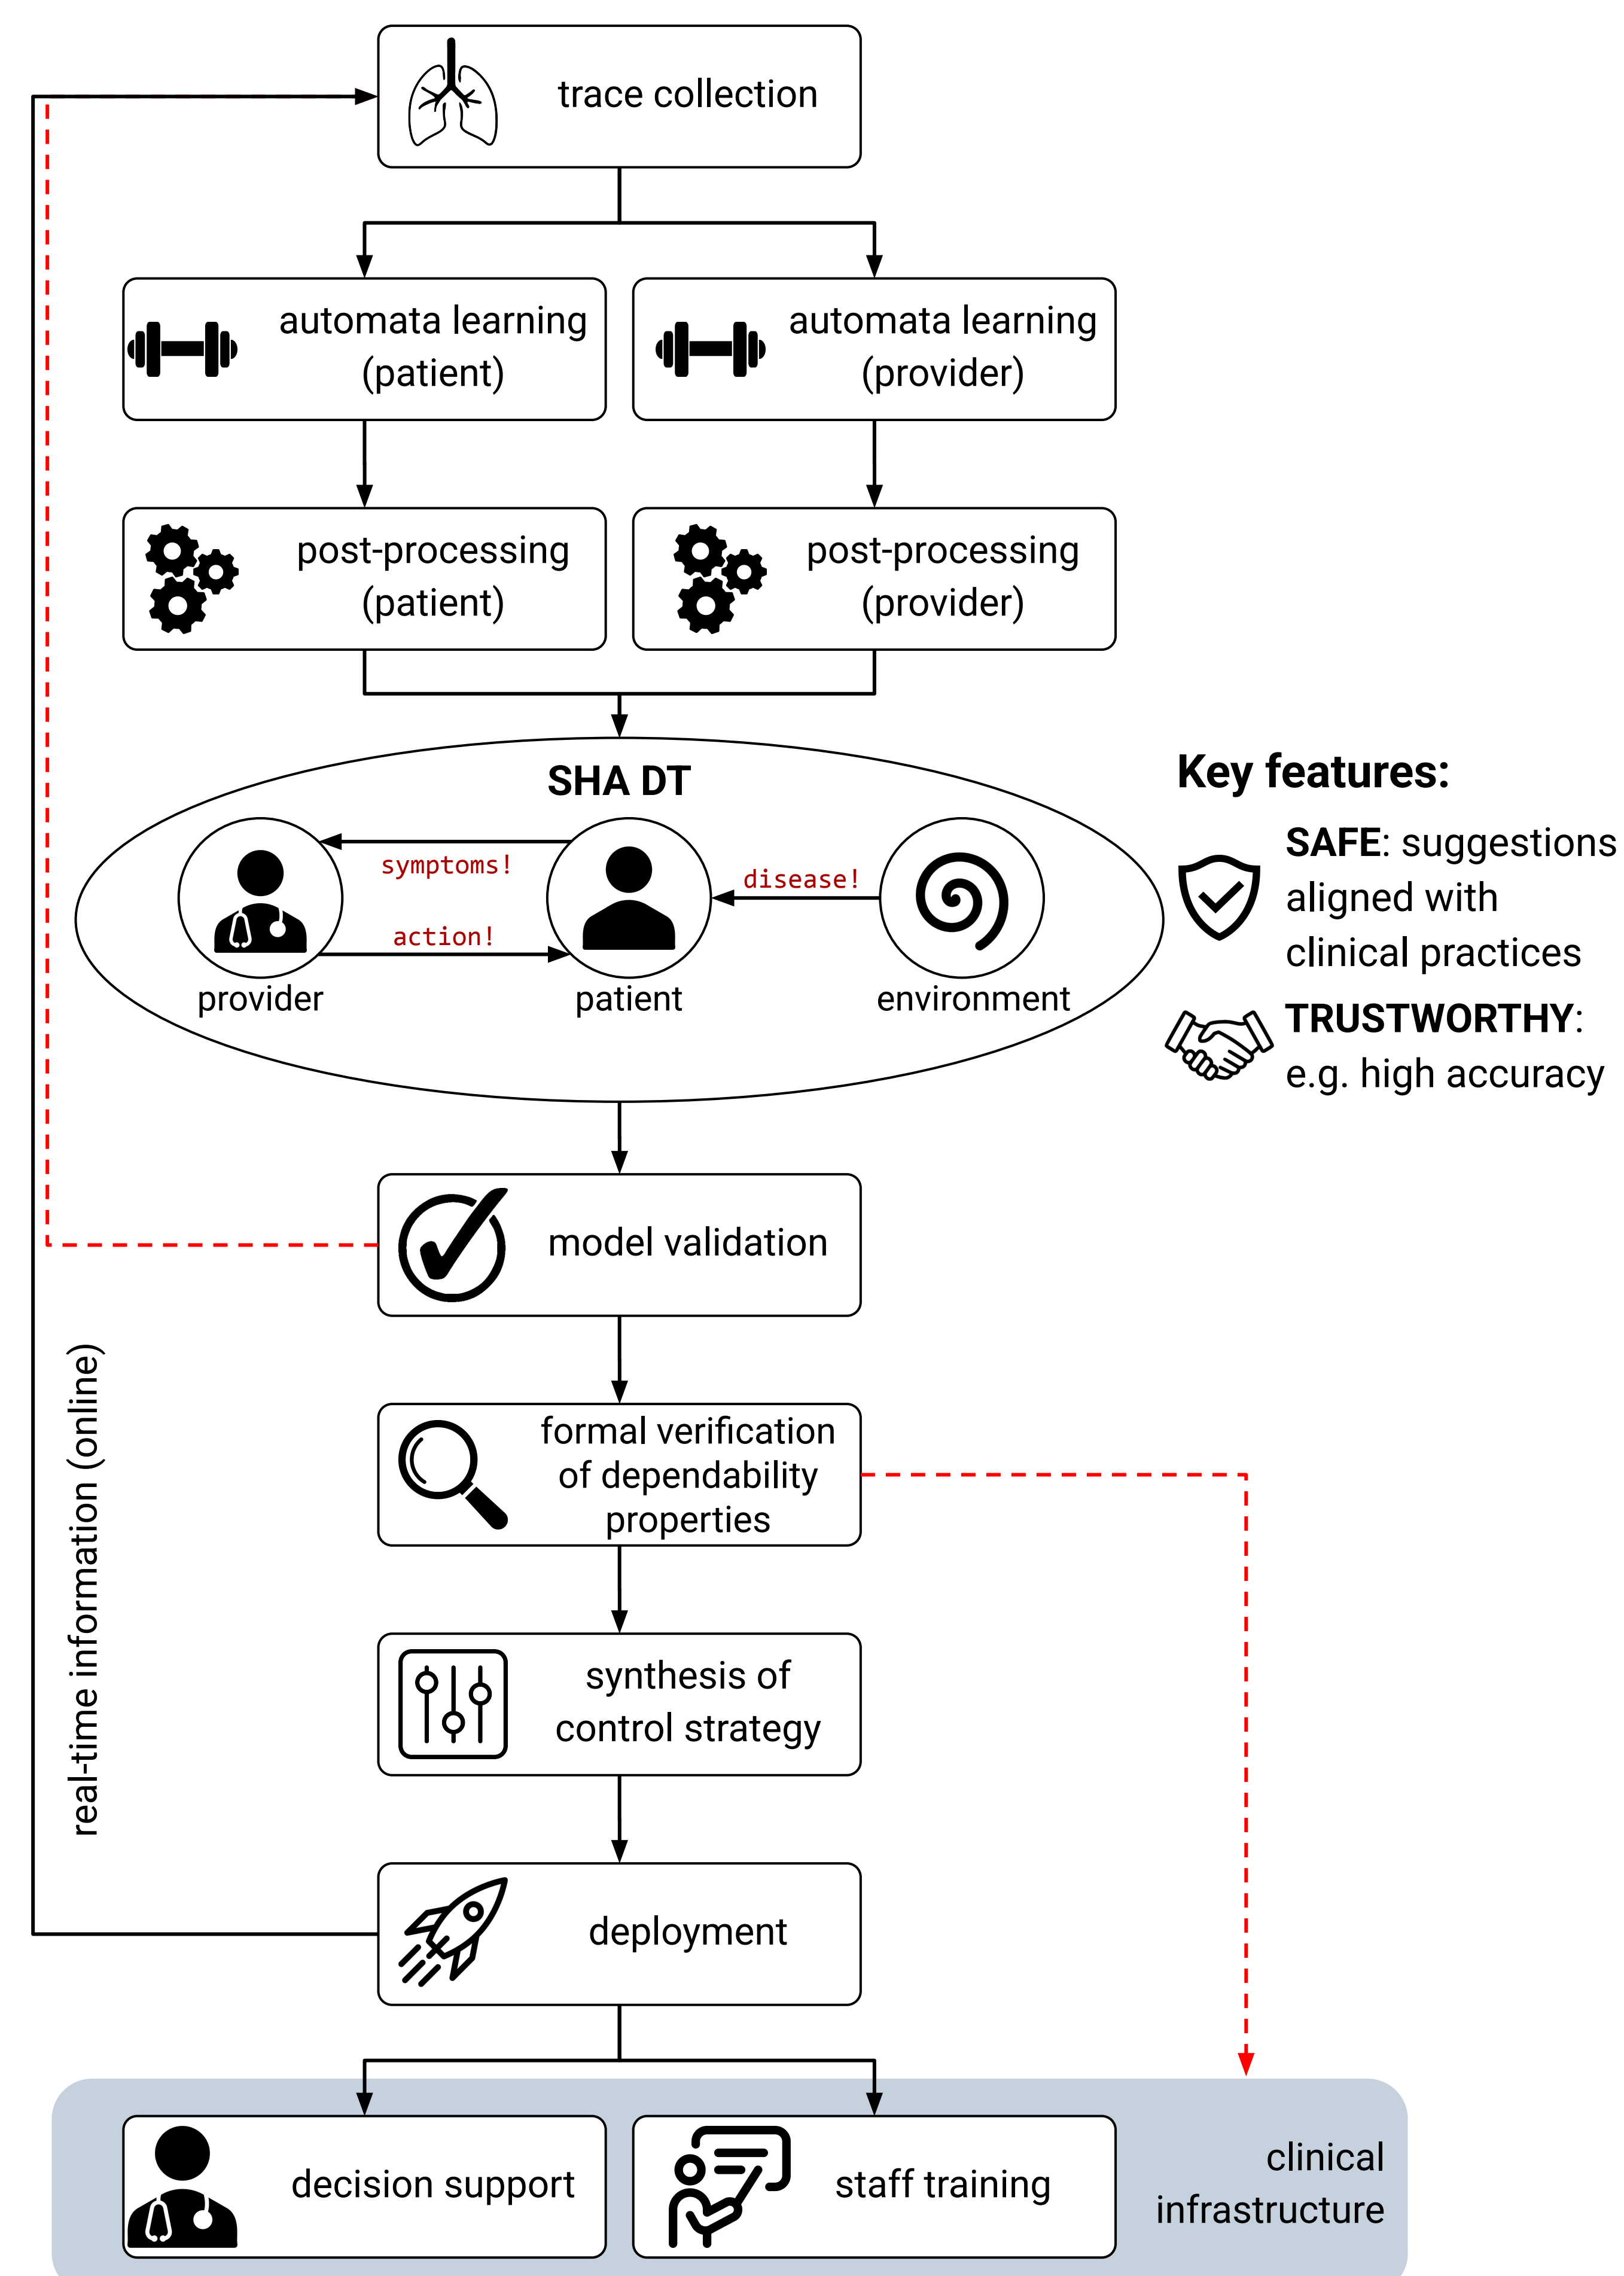 trace collection
automata learning
(patient)
automata learning
(provider)
post-processing
(patient)
post-processing
(provider)
SHA DT
symptoms!
action!
disease!
provider
patient
environment
Key features:
SAFE: suggestions
aligned with
clinical practices
TRUSTWORTHY:
e.g. high accuracy
model validation
real-time information (online)
formal verification
of dependability
properties
synthesis of
control strategy
deployment
decision support
staff training
clinical
infrastructure